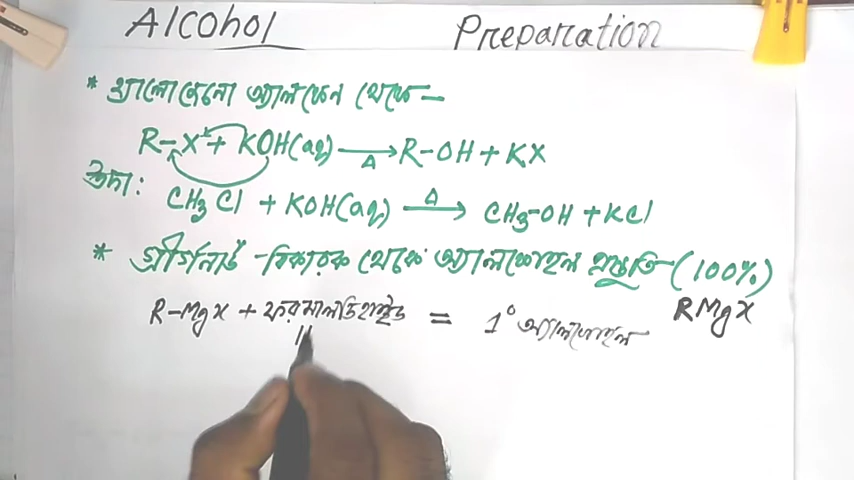 Alcohol Preparation
* হ্যালোজেনো অ্যালকেন থেকে-
R-X + KOH(aq) ⟶ Δ R-OH + KX
উদা: CH₃Cl + KOH(aq) ⟶ Δ CH₃-OH + KCl
* গ্রীগনার্ড -বিকারক থেকে অ্যালকোহল প্রস্তুতি (100%)
R-Mgx + ফরমালডিহাইড = 1° অ্যালকোহল RMgx